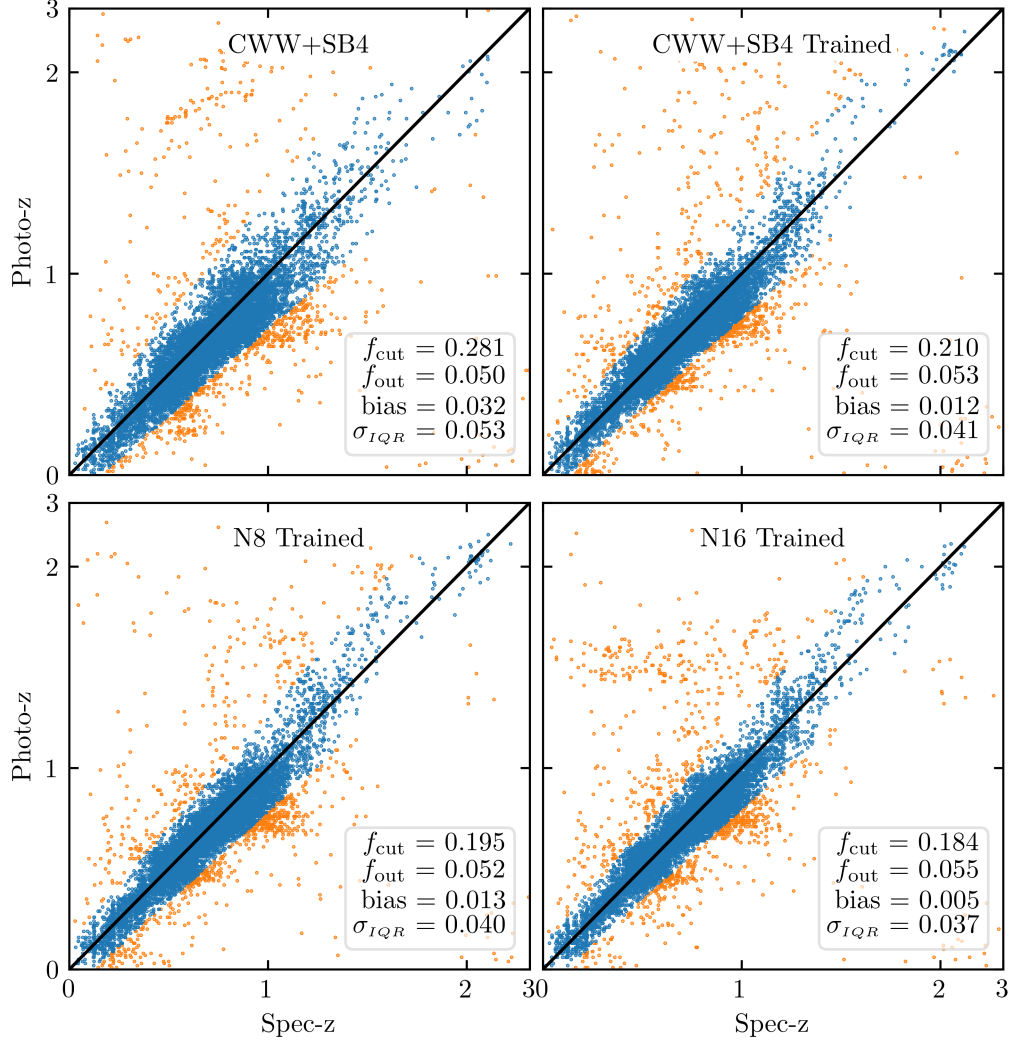 3
CWW+SB4
2
1
0
Photo-z
f_cut = 0.281
f_out = 0.050
bias = 0.032
σ_IQR = 0.053
CWW+SB4 Trained
f_cut = 0.210
f_out = 0.053
bias = 0.012
σ_IQR = 0.041
3
N8 Trained
2
1
0
Photo-z
f_cut = 0.195
f_out = 0.052
bias = 0.013
σ_IQR = 0.040
0 1 2 3
Spec-z
N16 Trained
f_cut = 0.184
f_out = 0.055
bias = 0.005
σ_IQR = 0.037
0 1 2 3
Spec-z